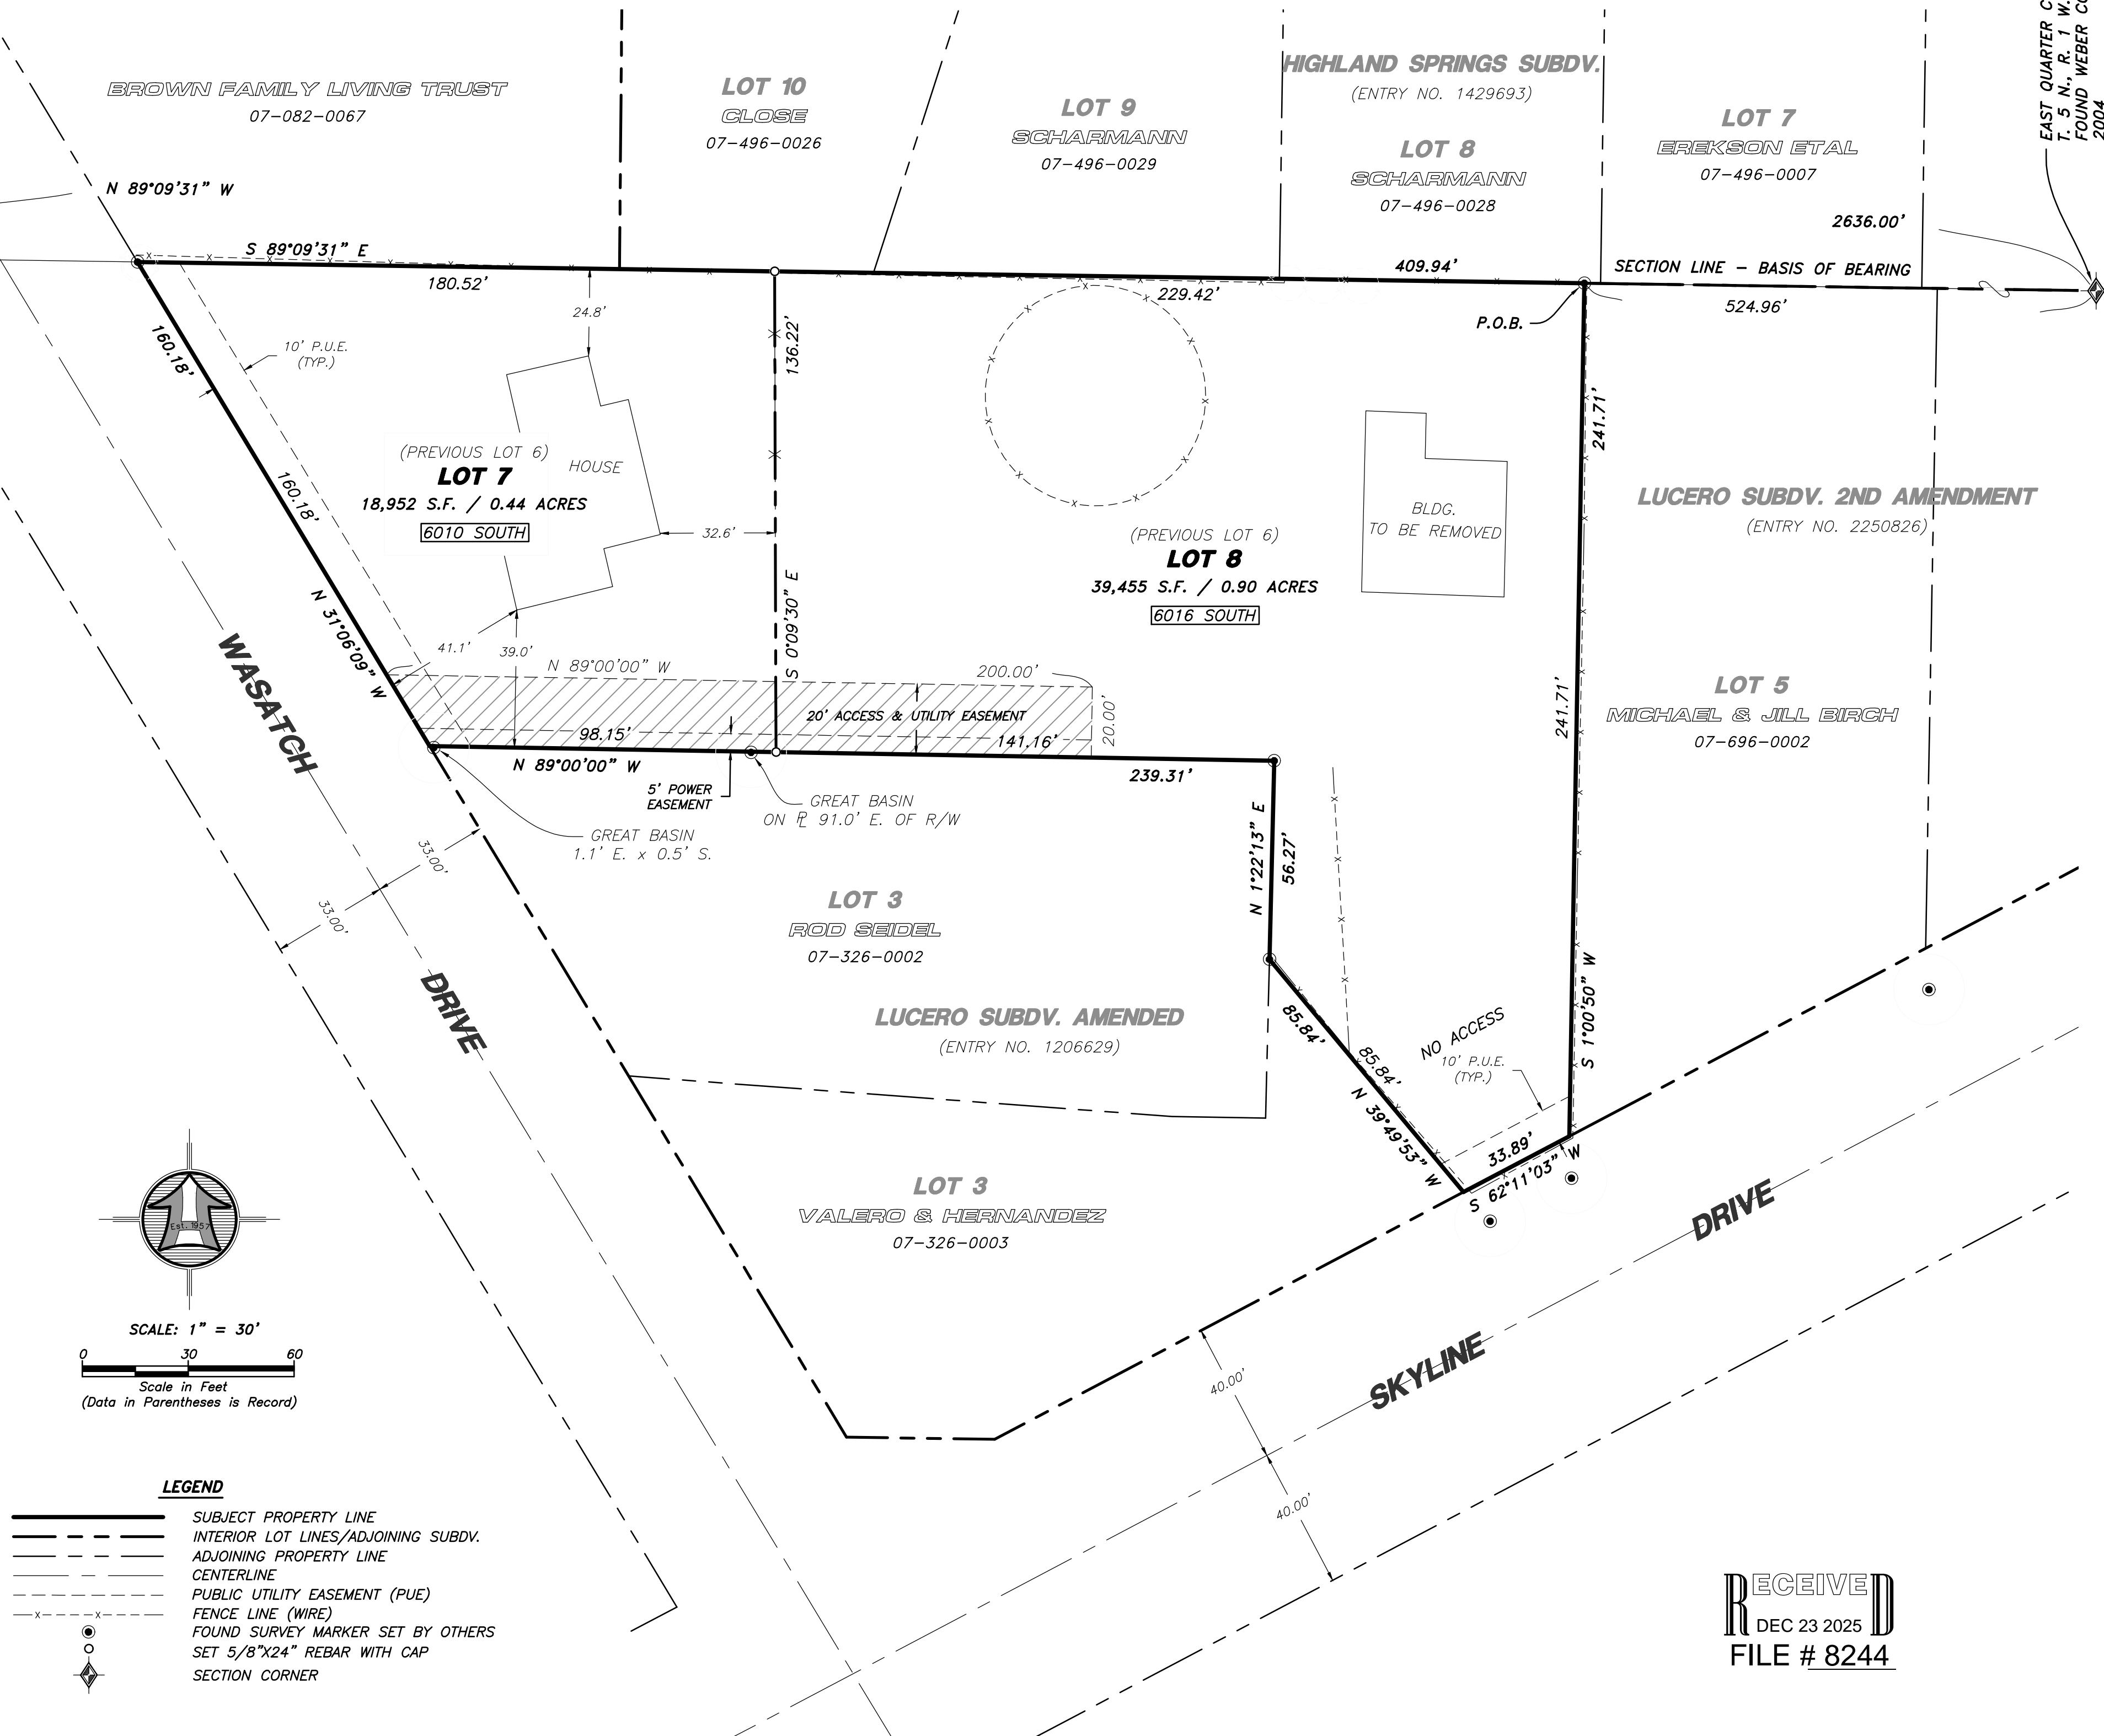 EAST QUARTER C
T. 5 N., R. 1 W.
FOUND WEBER CO
2004
BROWN FAMILY LIVING TRUST
07-082-0067
LOT 10
CLOSE
07-496-0026
LOT 9
SCHARMANN
07-496-0029
HIGHLAND SPRINGS SUBDV.
(ENTRY NO. 1429693)
LOT 8
SCHARMANN
07-496-0028
LOT 7
EREKSON ETAL
07-496-0007
N 89°09'31" W
2636.00'
S 89°09'31" E
180.52'
409.94'
229.42'
SECTION LINE - BASIS OF BEARING
524.96'
P.O.B.
24.8'
10' P.U.E.
(TYP.)
160.18'
136.22'
241.71'
(PREVIOUS LOT 6)
LOT 7
HOUSE
18,952 S.F. / 0.44 ACRES
6010 SOUTH
160.18'
32.6'
(PREVIOUS LOT 6)
LOT 8
39,455 S.F. / 0.90 ACRES
6016 SOUTH
BLDG.
TO BE REMOVED
LUCERO SUBDV. 2ND AMENDMENT
(ENTRY NO. 2250826)
N 31°06'09" W
S 0°09'30" E
41.1'
39.0'
N 89°00'00" W
200.00'
20' ACCESS & UTILITY EASEMENT
20.00'
241.71'
LOT 5
MICHAEL & JILL BIRCH
07-696-0002
WASATCH
98.15'
141.16'
N 89°00'00" W
239.31'
5' POWER
EASEMENT
GREAT BASIN
ON ⅊ 91.0' E. OF R/W
GREAT BASIN
1.1' E. x 0.5' S.
N 1°22'13" E
56.27'
33.00'
33.00'
LOT 3
ROD SEIDEL
07-326-0002
DRIVE
LUCERO SUBDV. AMENDED
(ENTRY NO. 1206629)
85.84'
85.84'
N 39°49'53" W
NO ACCESS
10' P.U.E.
(TYP.)
S 1°00'50" W
33.89'
S 62°11'03" W
LOT 3
VALERO & HERNANDEZ
07-326-0003
DRIVE
SKYLINE
40.00'
40.00'
Est. 1957
SCALE: 1" = 30'
0 30 60
Scale in Feet
(Data in Parentheses is Record)
LEGEND
SUBJECT PROPERTY LINE
INTERIOR LOT LINES/ADJOINING SUBDV.
ADJOINING PROPERTY LINE
CENTERLINE
PUBLIC UTILITY EASEMENT (PUE)
FENCE LINE (WIRE)
FOUND SURVEY MARKER SET BY OTHERS
SET 5/8"X24" REBAR WITH CAP
SECTION CORNER
RECEIVED
DEC 23 2025
FILE # 8244